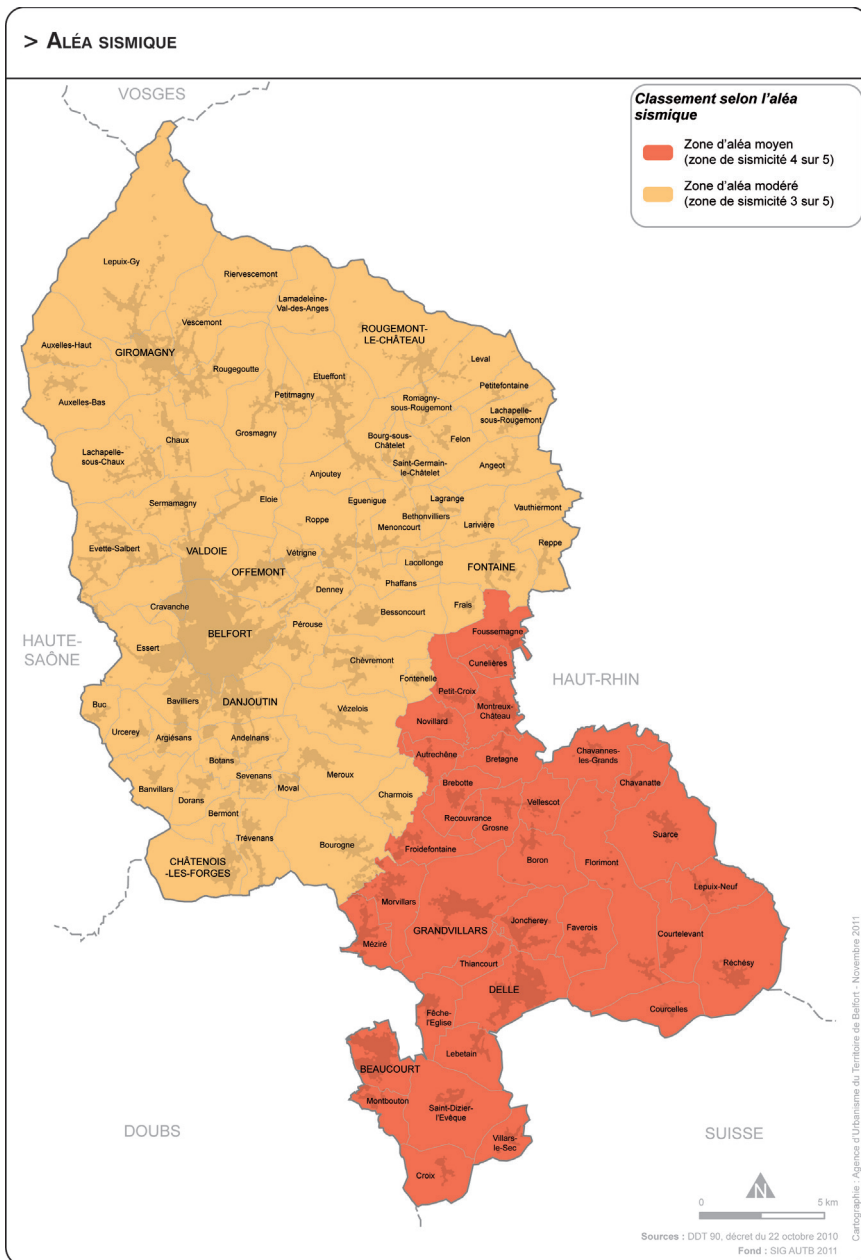 > ALÉA SISMIQUE
VOSGES
Classement selon l'aléa
sismique
Zone d'aléa moyen
(zone de sismicité 4 sur 5)
Zone d'aléa modéré
(zone de sismicité 3 sur 5)
Lepuix-Gy
Riervescemont
Lamadeleine-
Val-des-Anges
Vescemont
ROUGEMONT-
LE-CHÂTEAU
Auxelles-Haut
GIROMAGNY
Leval
Rougegoutte
Etueffont
Petitefontaine
Petitmagny
Auxelles-Bas
Romagny-
sous-Rougemont
Lachapelle-
sous-Rougemont
Grosmagny
Chaux
Bourg-sous-
Châtelet
Felon
Lachapelle-
sous-Chaux
Saint-Germain-
le-Châtelet
Angeot
Anjoutey
Sermamagny
Eloie
Eguenigue
Lagrange
Vauthiermont
Roppe
Bethonvilliers
Menoncourt
Larivière
Evette-Salbert
VALDOIE
Vétrigne
Reppe
OFFEMONT
Lacollonge
FONTAINE
Denney
Phaffans
Cravanche
Bessoncourt
Frais
Pérouse
BELFORT
Foussemagne
HAUTE-
SAÔNE
Essert
Chèvremont
Cunelières
Fontenelle
HAUT-RHIN
Petit-Croix
Buc
Bavilliers
DANJOUTIN
Vézelois
Montreux-
Château
Novillard
Urcerey
Argiésans
Andelnans
Autrechêne
Bretagne
Chavannes-
les-Grands
Botans
Sevenans
Meroux
Brebotte
Chavanatte
Banvillars
Moval
Charmois
Dorans
Vellescot
Bermont
Recouvrance
Grosne
Suarce
Trévenans
Bourogne
Froidefontaine
CHÂTENOIS
-LES-FORGES
Boron
Florimont
Lepuix-Neuf
Morvillars
GRANDVILLARS
Joncherey
Faverois
Courtelevant
Méziré
Thiancourt
Réchésy
DELLE
Courcelles
Fêche-
l'Eglise
Lebetain
BEAUCOURT
Montbouton
Saint-Dizier-
l'Evêque
DOUBS
Villars-
le-Sec
SUISSE
Croix
N
0 5 km
Sources : DDT 90, décret du 22 octobre 2010
Fond : SIG AUTB 2011
Cartographie : Agence d'Urbanisme du Territoire de Belfort - Novembre 2011